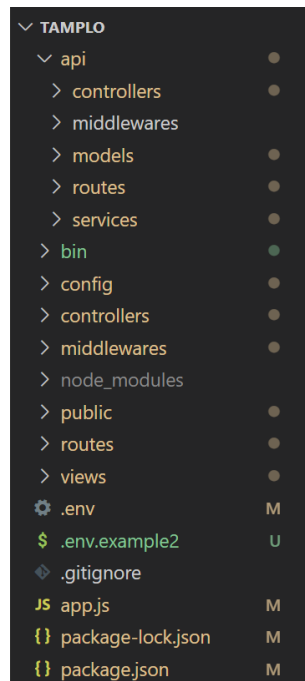 TAMPLO
api
controllers
middlewares
models
routes
services
bin
config
controllers
middlewares
node_modules
public
routes
views
.env M
$ .env.example2 U
.gitignore
JS app.js M
{} package-lock.json M
{} package.json M